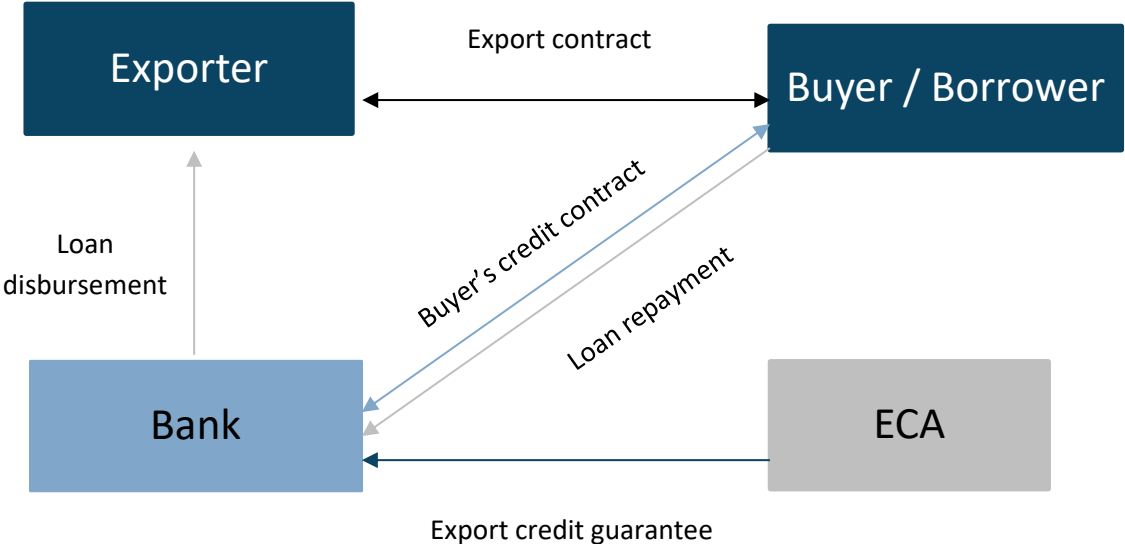 Export contract
Exporter
Buyer / Borrower
Loan
disbursement
Buyer’s credit contract
Loan repayment
Bank
ECA
Export credit guarantee